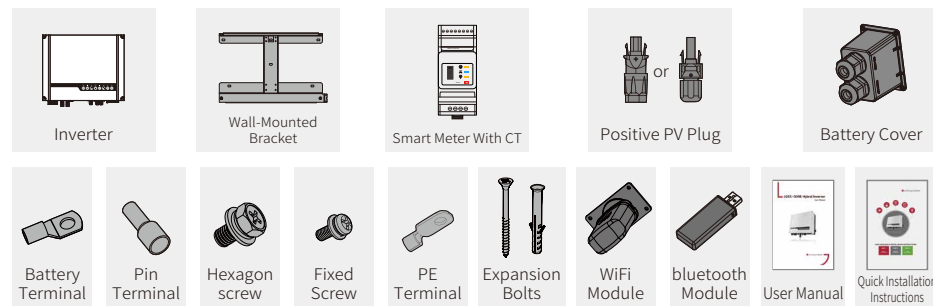 Inverter
Wall-Mounted
Bracket
Smart Meter With CT
or
Positive PV Plug
Battery Cover
Battery
Terminal
Pin
Terminal
Hexagon
screw
Fixed
Screw
PE
Terminal
Expansion
Bolts
WiFi
Module
bluetooth
Module
User Manual
Quick Installation
Instructions